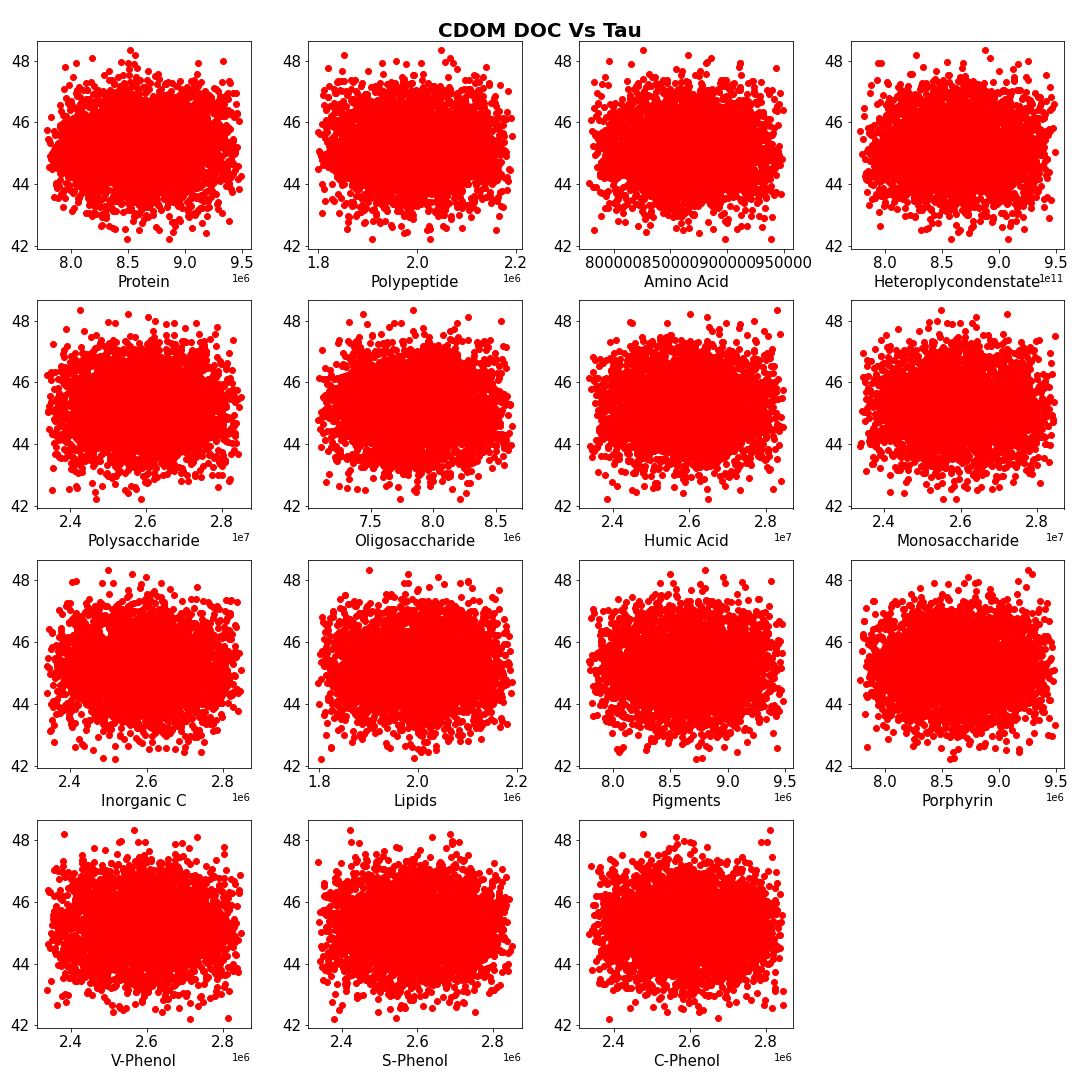 CDOM DOC Vs Tau
48
46
44
42
8.0 8.5 9.0 9.5
1e6
Protein
48
46
44
42
1.8 2.0 2.2
1e6
Polypeptide
48
46
44
42
800000 850000 900000 950000
Amino Acid
48
46
44
42
8.0 8.5 9.0 9.5
1e11
Heteroplycondenstate
48
46
44
42
2.4 2.6 2.8
1e7
Polysaccharide
48
46
44
42
7.5 8.0 8.5
1e6
Oligosaccharide
48
46
44
42
2.4 2.6 2.8
1e7
Humic Acid
48
46
44
42
2.4 2.6 2.8
1e7
Monosaccharide
48
46
44
42
2.4 2.6 2.8
1e6
Inorganic C
48
46
44
42
1.8 2.0 2.2
1e6
Lipids
48
46
44
42
8.0 8.5 9.0 9.5
1e6
Pigments
48
46
44
42
8.0 8.5 9.0 9.5
1e6
Porphyrin
48
46
44
42
2.4 2.6 2.8
1e6
V-Phenol
48
46
44
42
2.4 2.6 2.8
1e6
S-Phenol
48
46
44
42
2.4 2.6 2.8
1e6
C-Phenol